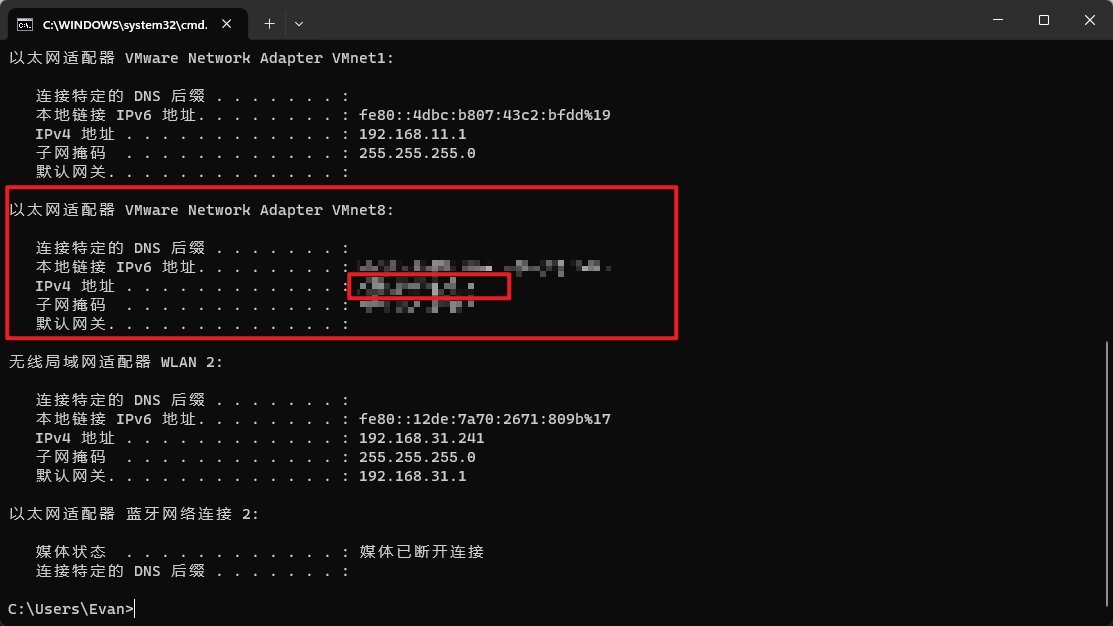 C:\WINDOWS\system32\cmd.
以太网适配器 VMware Network Adapter VMnet1:
连接特定的 DNS 后缀 . . . . . . . :
本地链接 IPv6 地址. . . . . . . . : fe80::4dbc:b807:43c2:bfdd%19
IPv4 地址 . . . . . . . . . . . . : 192.168.11.1
子网掩码  . . . . . . . . . . . . : 255.255.255.0
默认网关. . . . . . . . . . . . . :
以太网适配器 VMware Network Adapter VMnet8:
连接特定的 DNS 后缀 . . . . . . . :
本地链接 IPv6 地址. . . . . . . . :
IPv4 地址 . . . . . . . . . . . . :
子网掩码  . . . . . . . . . . . . :
默认网关. . . . . . . . . . . . . :
无线局域网适配器 WLAN 2:
连接特定的 DNS 后缀 . . . . . . . :
本地链接 IPv6 地址. . . . . . . . : fe80::12de:7a70:2671:809b%17
IPv4 地址 . . . . . . . . . . . . : 192.168.31.241
子网掩码  . . . . . . . . . . . . : 255.255.255.0
默认网关. . . . . . . . . . . . . : 192.168.31.1
以太网适配器 蓝牙网络连接 2:
媒体状态  . . . . . . . . . . . . : 媒体已断开连接
连接特定的 DNS 后缀 . . . . . . . :
C:\Users\Evan>